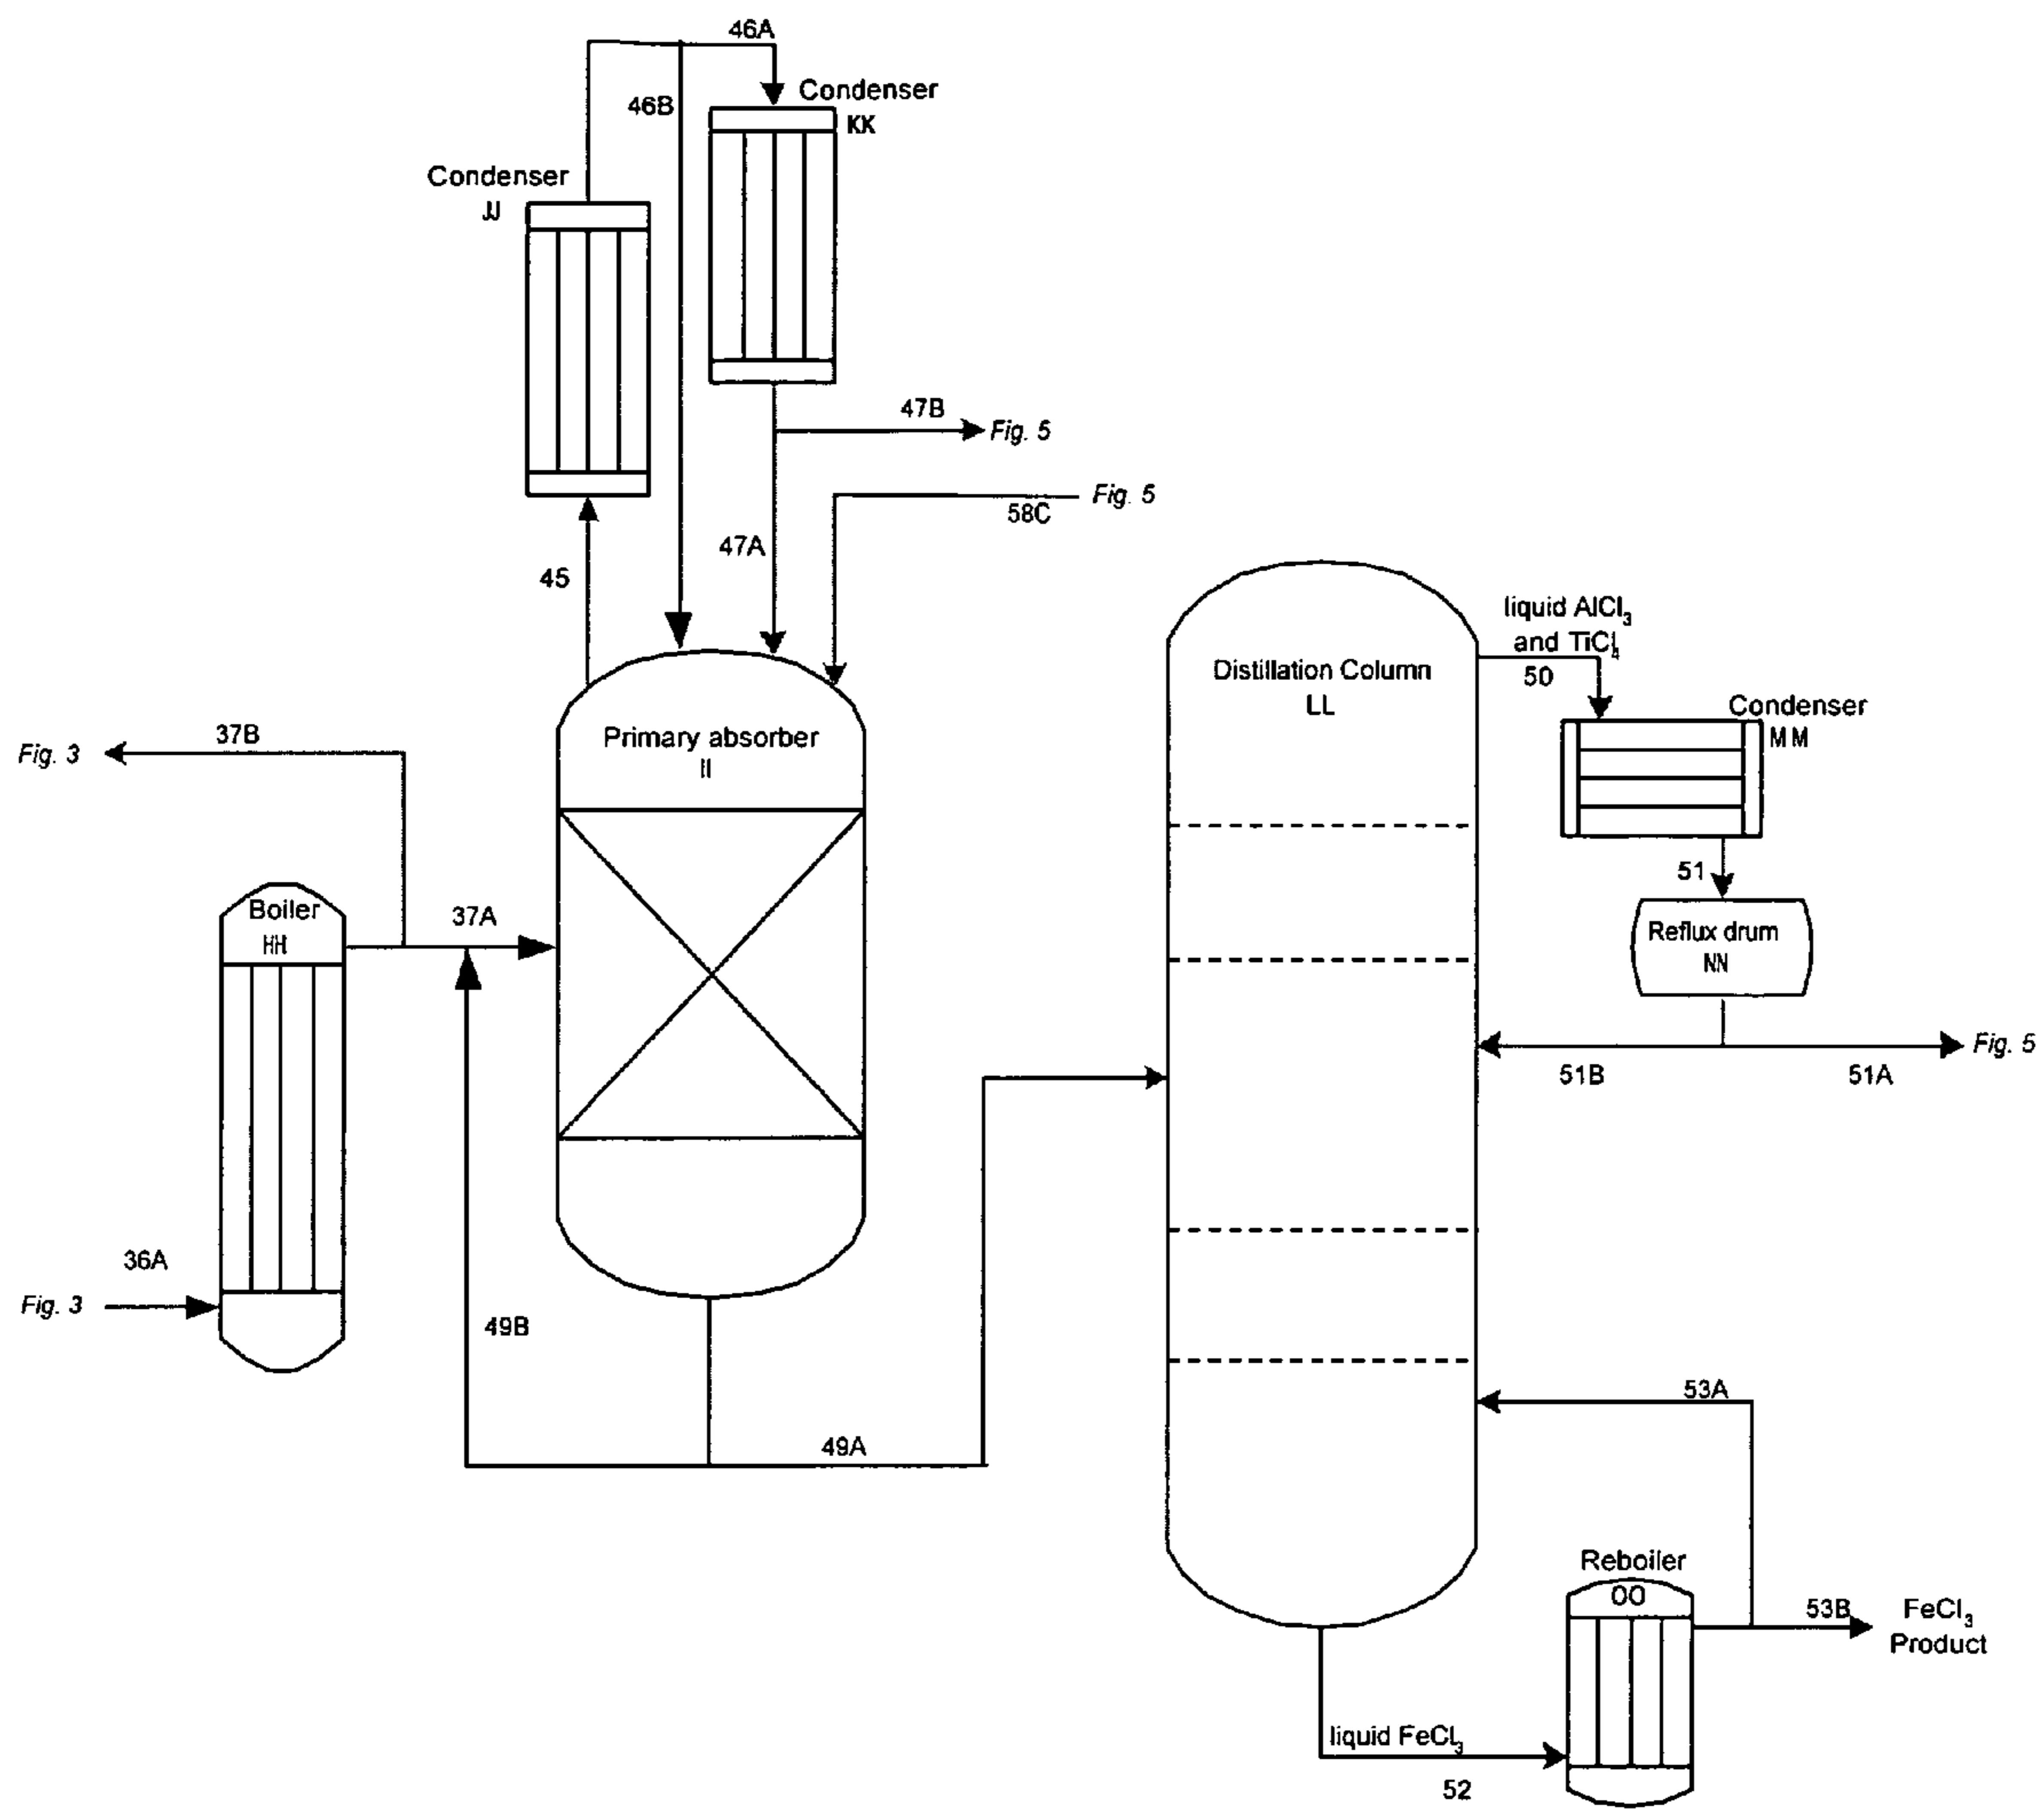 46A
46B
Condenser
KK
Condenser
JJ
47B
Fig. 5
Fig. 5
58C
47A
45
liquid AlCl₃
and TiCl₄
50
Distillation Column
LL
Condenser
MM
Primary absorber
II
37B
Fig. 3
51
Boiler
HH
37A
Reflux drum
NN
Fig. 5
51B
51A
36A
Fig. 3
49B
53A
49A
Reboiler
OO
53B
FeCl₃
Product
liquid FeCl₃
52